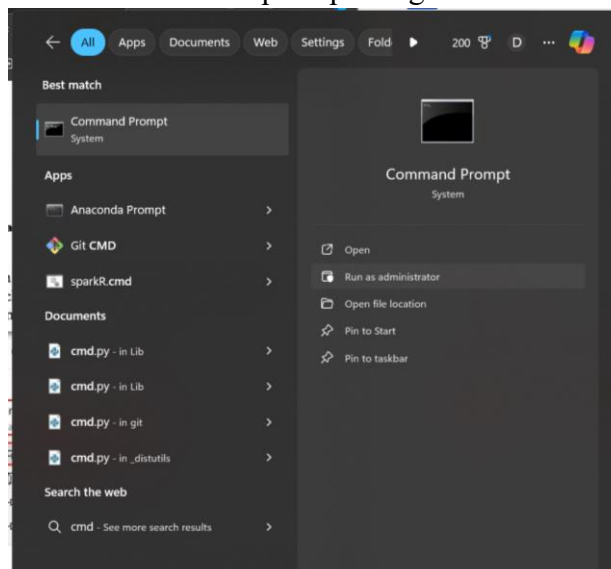 All Apps Documents Web Settings Fold 200 D ...
Best match
Command Prompt
System
Apps
Anaconda Prompt
Git CMD
sparkR.cmd
Documents
cmd.py - in Lib
cmd.py - in Lib
cmd.py - in git
cmd.py - in _distutils
Search the web
cmd - See more search results
Command Prompt
System
Open
Run as administrator
Open file location
Pin to Start
Pin to taskbar